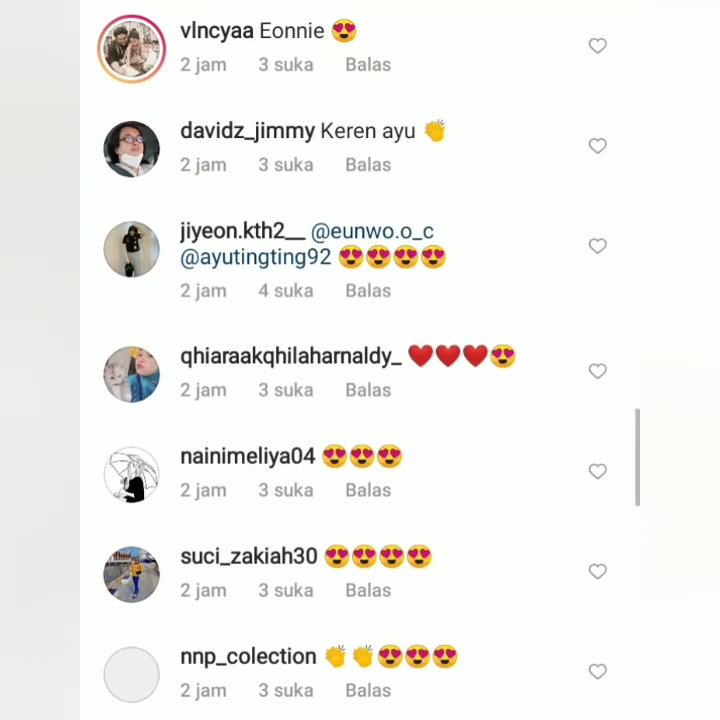 vlncyaa Eonnie 😍
2 jam 3 suka Balas
davidz_jimmy Keren ayu 👏
2 jam 3 suka Balas
jiyeon.kth2__ @eunwo.o_c
@ayutingting92 😍😍😍😍
2 jam 4 suka Balas
qhiaraakqhilaharnaldy_ ❤️❤️❤️😍
2 jam 3 suka Balas
nainimeliya04 😍😍😍
2 jam 3 suka Balas
suci_zakiah30 😍😍😍😍
2 jam 3 suka Balas
nnp_colection 👏👏😍😍😍
2 jam 3 suka Balas